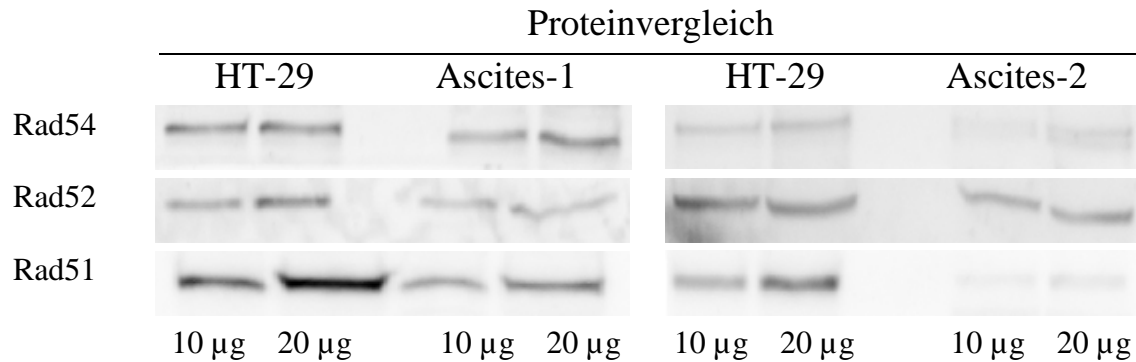 Proteinvergleich
HT-29 Ascites-1 HT-29 Ascites-2
Rad54
Rad52
Rad51
10 µg 20 µg 10 µg 20 µg 10 µg 20 µg 10 µg 20 µg